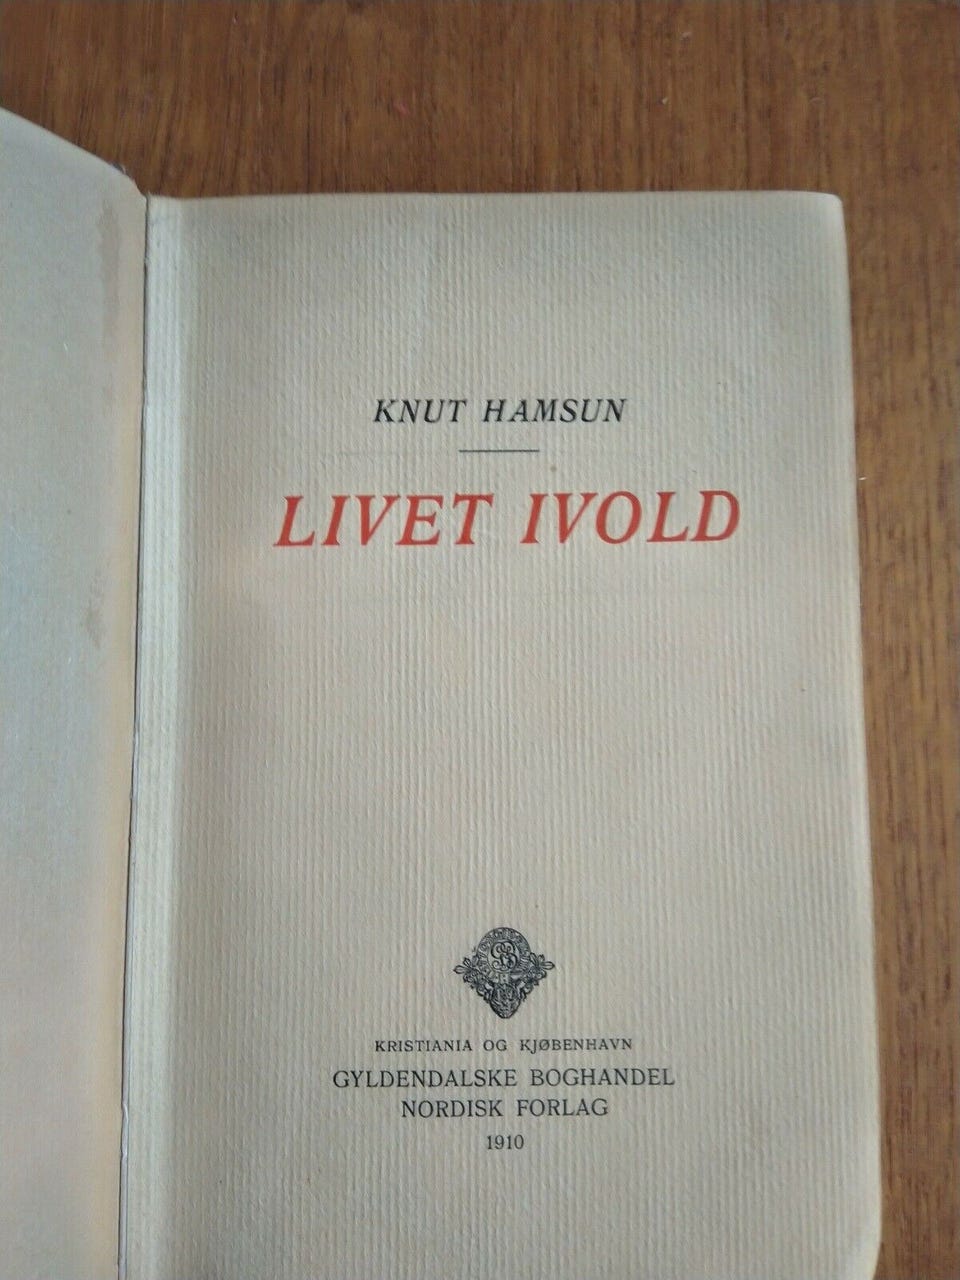 KNUT HAMSUN
LIVET IVOLD
KRISTIANIA OG KJØBENHAVN
GYLDENDALSKE BOGHANDEL
NORDISK FORLAG
1910